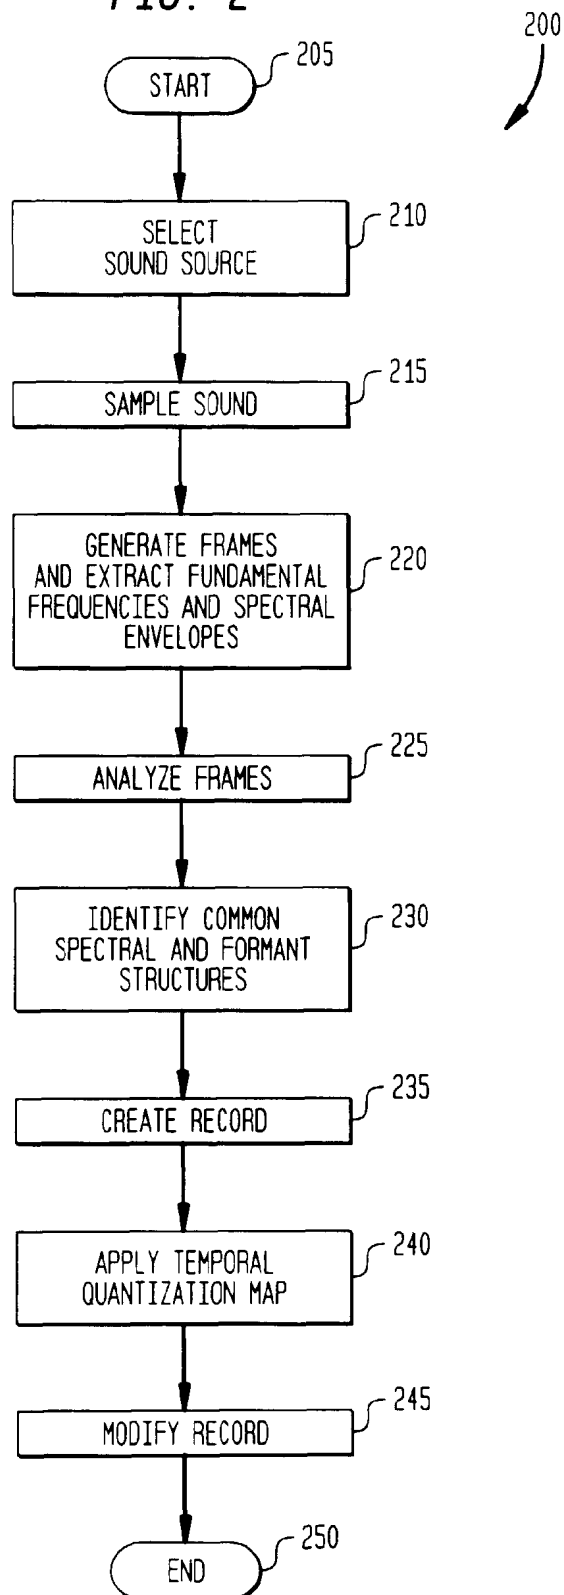 FIG. 2
200
START
205
SELECT
SOUND SOURCE
210
SAMPLE SOUND
215
GENERATE FRAMES
AND EXTRACT FUNDAMENTAL
FREQUENCIES AND SPECTRAL
ENVELOPES
220
ANALYZE FRAMES
225
IDENTIFY COMMON
SPECTRAL AND FORMANT
STRUCTURES
230
CREATE RECORD
235
APPLY TEMPORAL
QUANTIZATION MAP
240
MODIFY RECORD
245
END
250